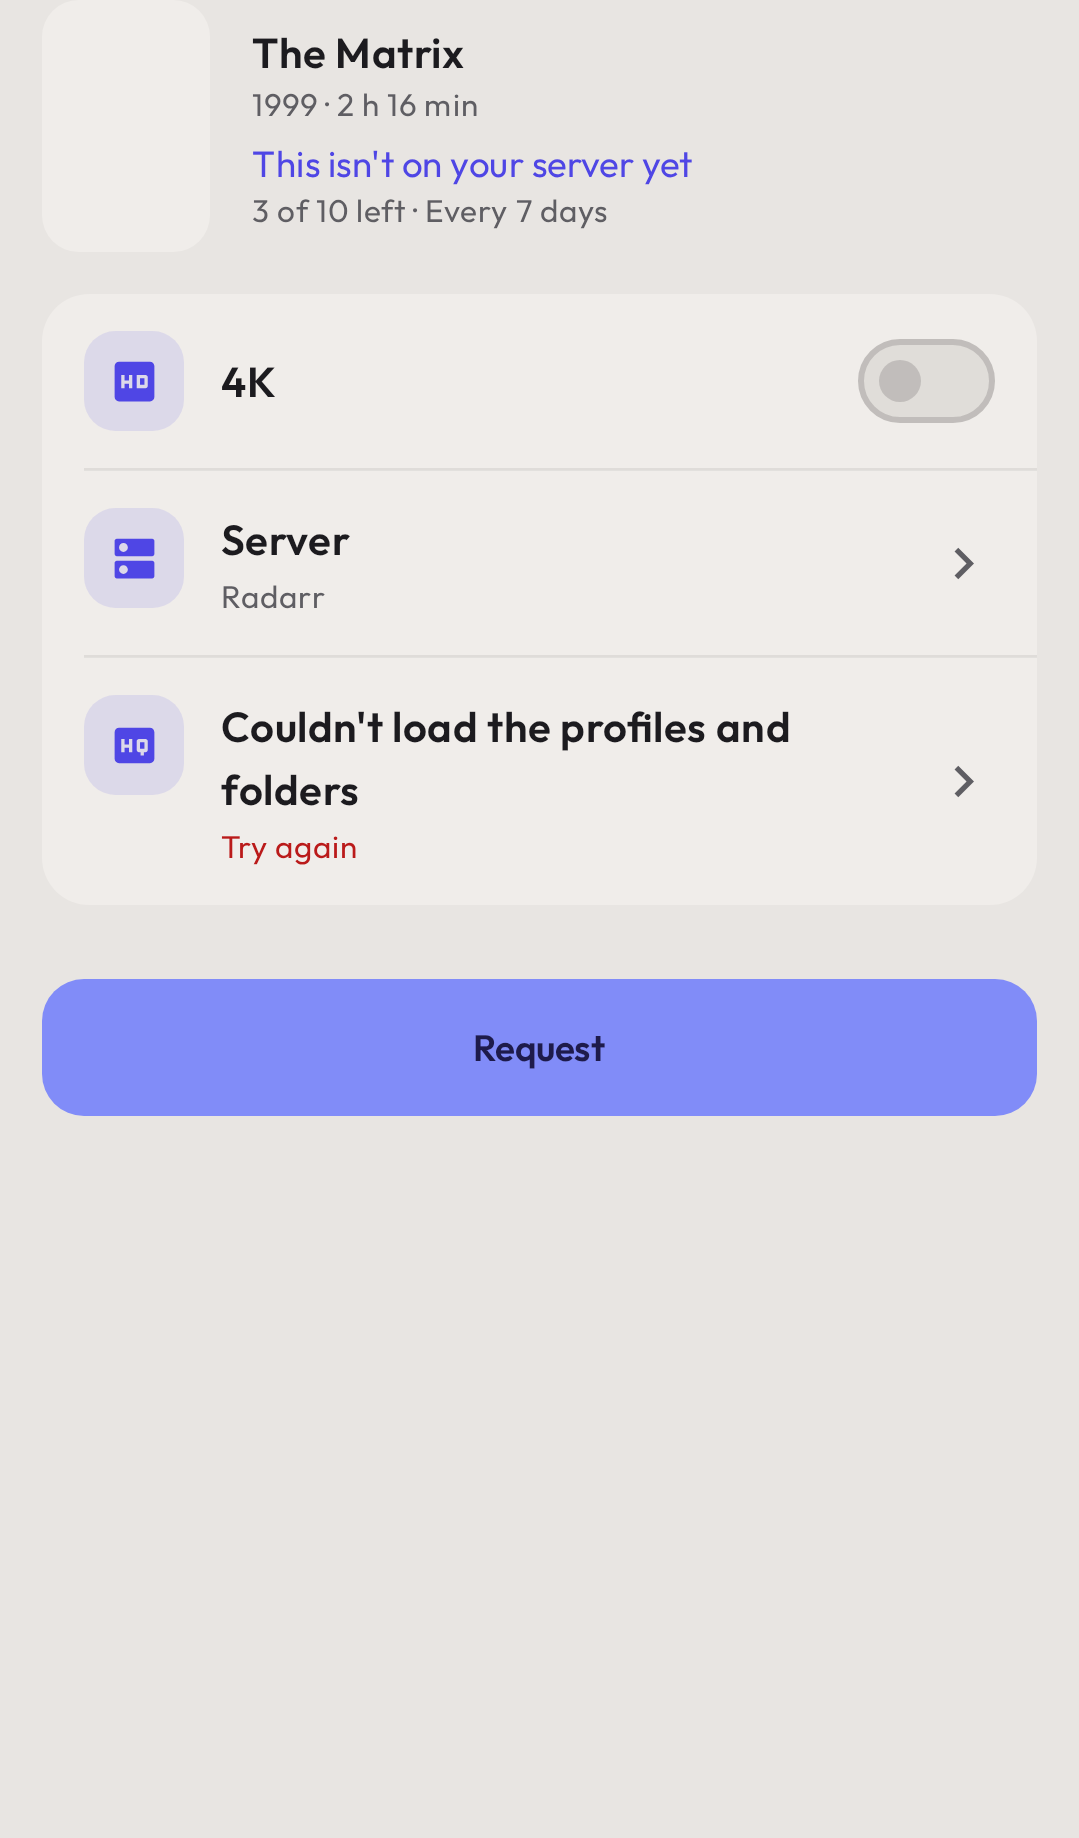 The Matrix
1999 · 2 h 16 min
This isn't on your server yet
3 of 10 left · Every 7 days
HD
4K
Server
Radarr
HQ
Couldn't load the profiles and
folders
Try again
Request